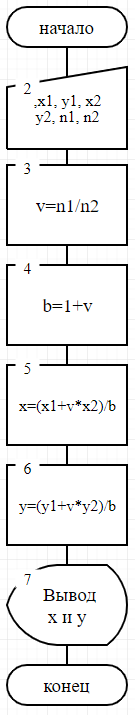 начало
2
,x1, y1, x2
y2, n1, n2
3
v=n1/n2
4
b=1+v
5
x=(x1+v*x2)/b
6
y=(y1+v*y2)/b
7
Вывод
x и y
конец